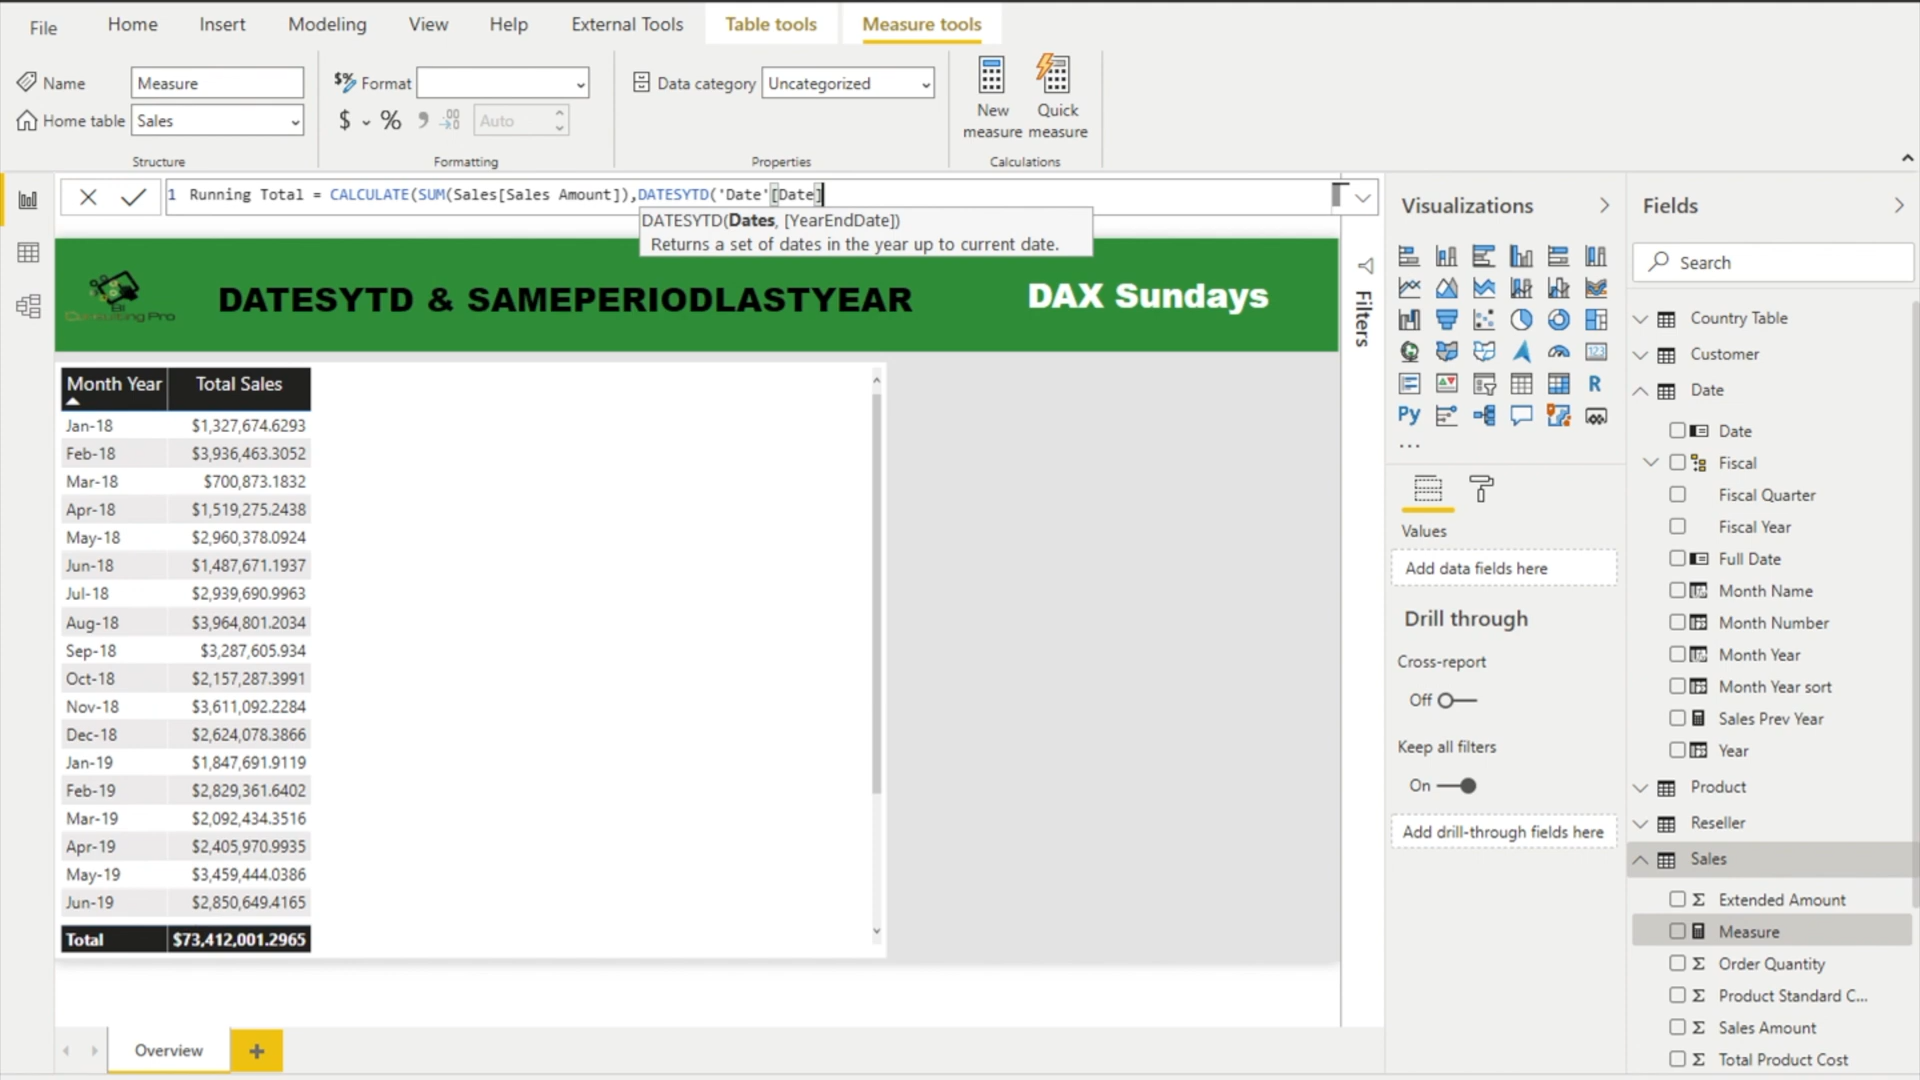 File Home Insert Modeling View Help External Tools Table tools Measure tools
Name Measure Format Data category Uncategorized New measure Quick measure
Home table Sales $ % Auto
Structure Formatting Properties Calculations
1 Running Total = CALCULATE(SUM(Sales[Sales Amount]),DATESYTD('Date'[Date]
DATESYTD(Dates, [YearEndDate])
Returns a set of dates in the year up to current date.
BI
Consulting Pro
DATESYTD & SAMEPERIODLASTYEAR
DAX Sundays
Month Year Total Sales
Jan-18 $1,327,674.6293
Feb-18 $3,936,463.3052
Mar-18 $700,873.1832
Apr-18 $1,519,275.2438
May-18 $2,960,378.0924
Jun-18 $1,487,671.1937
Jul-18 $2,939,690.9963
Aug-18 $3,964,801.2034
Sep-18 $3,287,605.934
Oct-18 $2,157,287.3991
Nov-18 $3,611,092.2284
Dec-18 $2,624,078.3866
Jan-19 $1,847,691.9119
Feb-19 $2,829,361.6402
Mar-19 $2,092,434.3516
Apr-19 $2,405,970.9935
May-19 $3,459,444.0386
Jun-19 $2,850,649.4165
Total $73,412,001.2965
Overview
Filters
Visualizations
R
Py
...
Values
Add data fields here
Drill through
Cross-report
Off
Keep all filters
On
Add drill-through fields here
Fields
Search
Country Table
Customer
Date
Date
Fiscal
Fiscal Quarter
Fiscal Year
Full Date
Month Name
Month Number
Month Year
Month Year sort
Sales Prev Year
Year
Product
Reseller
Sales
Extended Amount
Measure
Order Quantity
Product Standard C...
Sales Amount
Total Product Cost